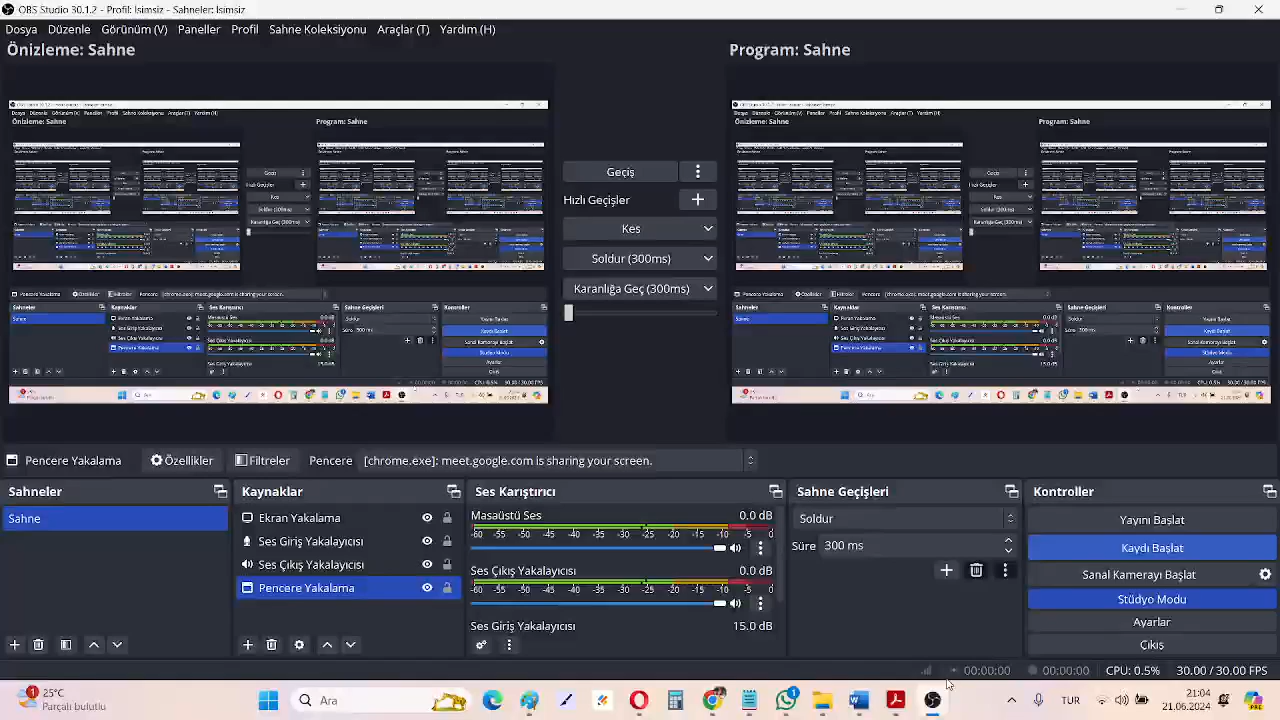 OBS Studio 30.1.2 - Profil: İsimsiz - Sahneler: İsimsiz
Dosya Düzenle Görünüm (V) Paneller Profil Sahne Koleksiyonu Araçlar (T) Yardım (H)
Önizleme: Sahne
Program: Sahne
Geçiş
Hızlı Geçişler
Kes
Soldur (300ms)
Karanlığa Geç (300ms)
Pencere Yakalama Özellikler Filtreler Pencere [chrome.exe]: meet.google.com is sharing your screen.
Sahneler
Sahne
Kaynaklar
Ekran Yakalama
Ses Giriş Yakalayıcısı
Ses Çıkış Yakalayıcısı
Pencere Yakalama
Ses Karıştırıcı
Masaüstü Ses 0.0 dB
-60 -55 -50 -45 -40 -35 -30 -25 -20 -15 -10 -5 0
Ses Çıkış Yakalayıcısı 0.0 dB
-60 -55 -50 -45 -40 -35 -30 -25 -20 -15 -10 -5 0
Ses Giriş Yakalayıcısı 15.0 dB
Sahne Geçişleri
Soldur
Süre 300 ms
Kontroller
Yayını Başlat
Kaydı Başlat
Sanal Kamerayı Başlat
Stüdyo Modu
Ayarlar
Çıkış
00:00:00 00:00:00 CPU: 0.5% 30.00 / 30.00 FPS
1
25°C
Parçalı bulutlu
Ara
1
TUR
21:04
21.06.2024